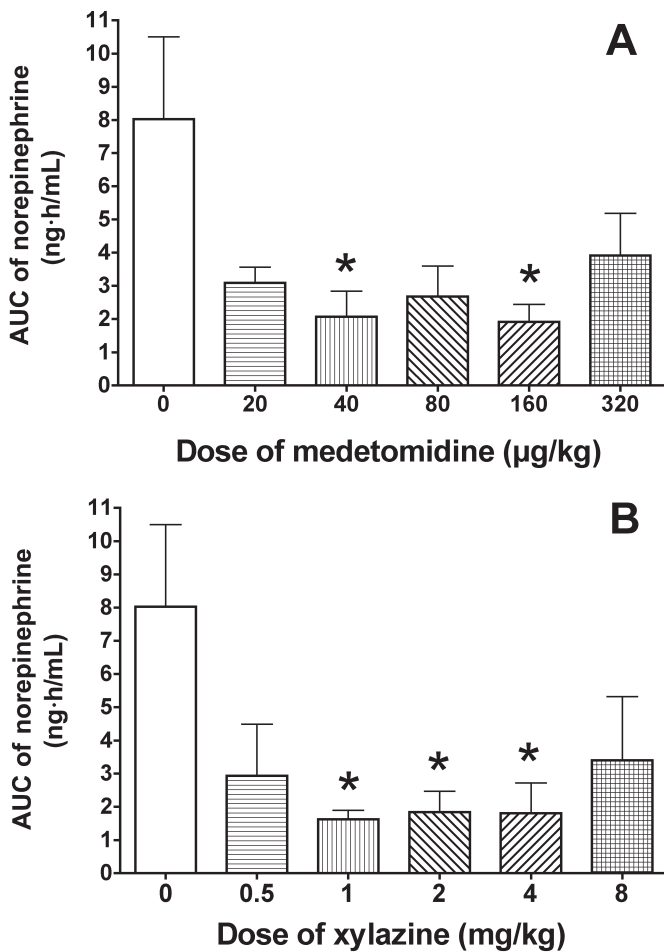 A
AUC of norepinephrine
(ng·h/mL)
11
10
9
8
7
6
5
4
3
2
1
0
* *
0 20 40 80 160 320
Dose of medetomidine (µg/kg)
B
AUC of norepinephrine
(ng·h/mL)
11
10
9
8
7
6
5
4
3
2
1
0
* * *
0 0.5 1 2 4 8
Dose of xylazine (mg/kg)